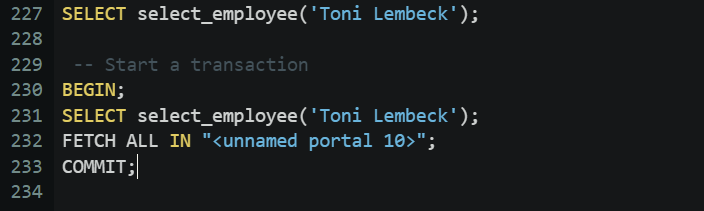 227 SELECT select_employee('Toni Lembeck');
228
229 -- Start a transaction
230 BEGIN;
231 SELECT select_employee('Toni Lembeck');
232 FETCH ALL IN "<unnamed portal 10>";
233 COMMIT;
234